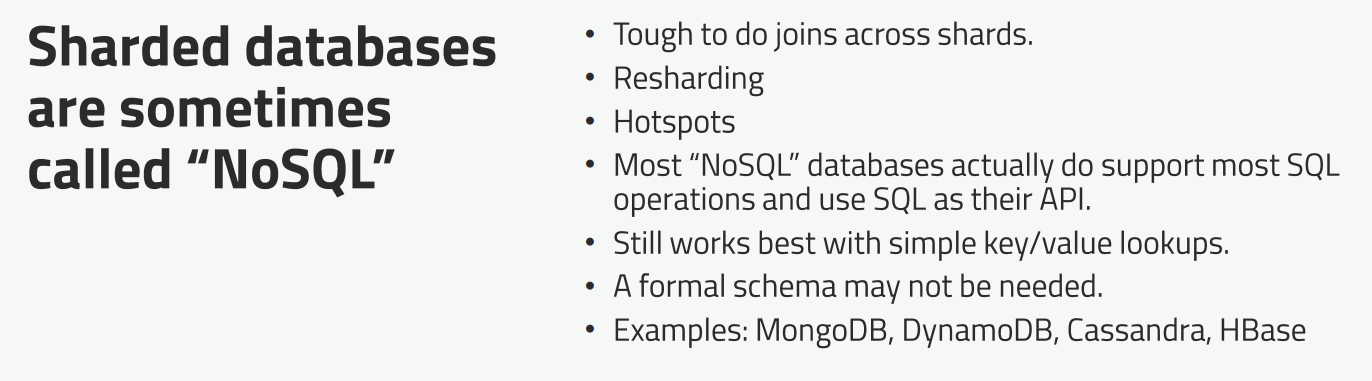 Sharded databases
are sometimes
called “NoSQL”
• Tough to do joins across shards.
• Resharding
• Hotspots
• Most “NoSQL” databases actually do support most SQL
operations and use SQL as their API.
• Still works best with simple key/value lookups.
• A formal schema may not be needed.
• Examples: MongoDB, DynamoDB, Cassandra, HBase